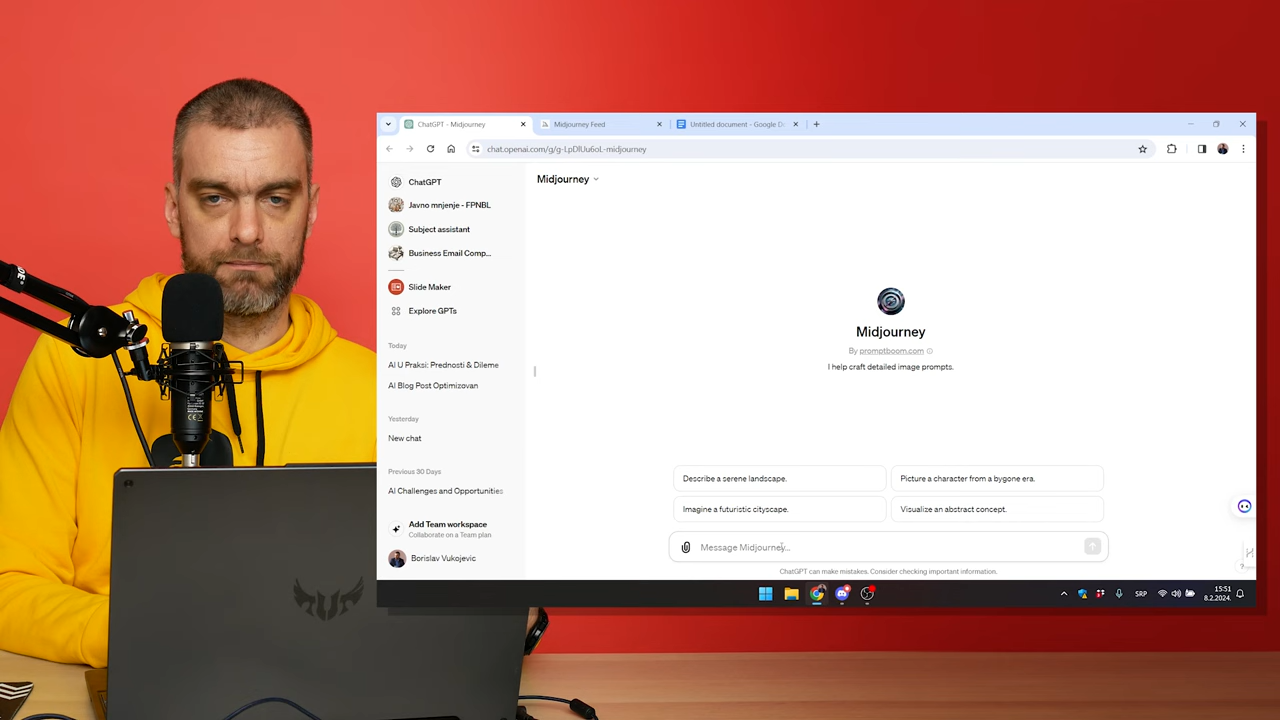 ChatGPT - Midjourney
Midjourney Feed
Untitled document - Google D
chat.openai.com/g/g-LpDlUu6oL-midjourney
ChatGPT
Javno mnjenje - FPNBL
Subject assistant
Business Email Comp...
Slide Maker
Explore GPTs
Today
AI U Praksi: Prednosti & Dileme
AI Blog Post Optimizovan
Yesterday
New chat
Previous 30 Days
AI Challenges and Opportunities
Add Team workspace
Collaborate on a Team plan
Borislav Vukojevic
Midjourney
Midjourney
By promptboom.com
I help craft detailed image prompts.
Describe a serene landscape.
Picture a character from a bygone era.
Imagine a futuristic cityscape.
Visualize an abstract concept.
Message Midjourney...
ChatGPT can make mistakes. Consider checking important information.
SRP
15:51
8.2.2024.
RØDE
TUF